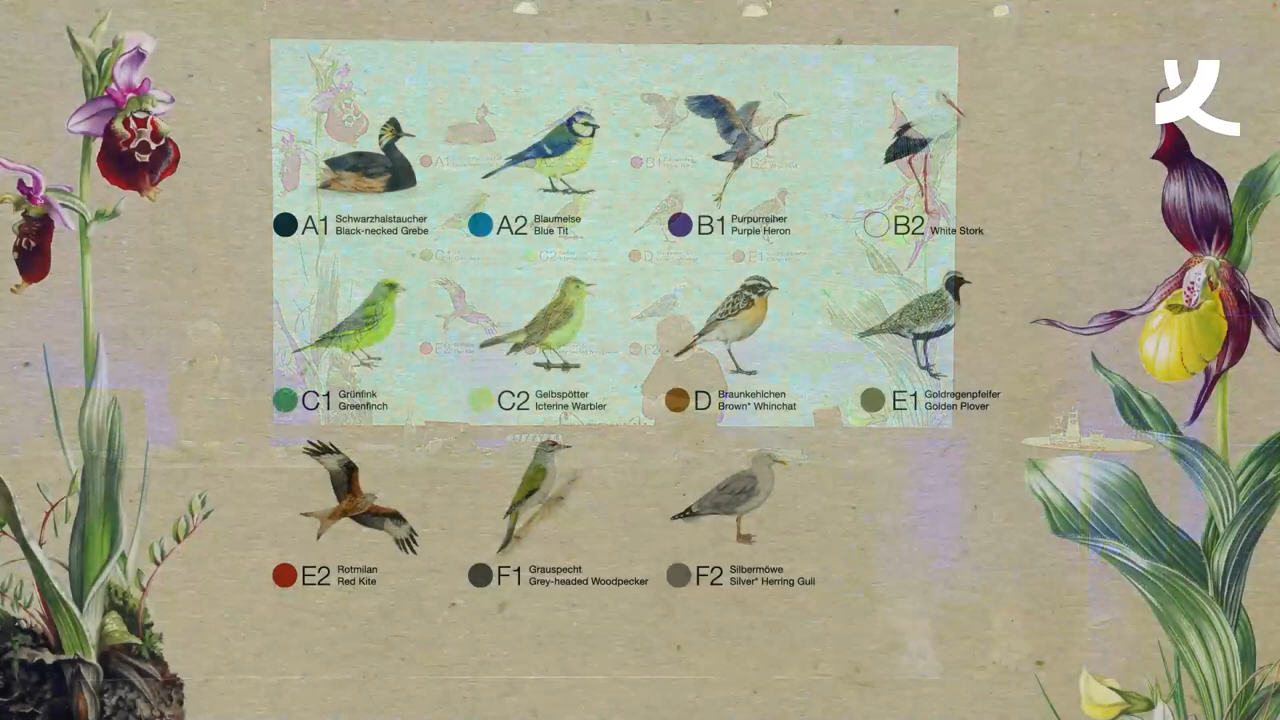 A1 Schwarzhalstaucher
Black-necked Grebe
A2 Blaumeise
Blue Tit
B1 Purpurreiher
Purple Heron
B2
White Stork
C1 Grünfink
Greenfinch
C2 Gelbspötter
Icterine Warbler
D Braunkehlchen
Brown* Whinchat
E1 Goldregenpfeifer
Golden Plover
E2 Rotmilan
Red Kite
F1 Grauspecht
Grey-headed Woodpecker
F2 Silbermöwe
Silver* Herring Gull